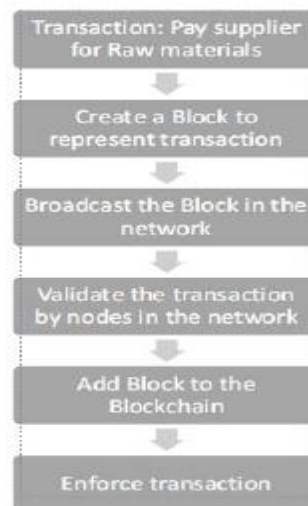 Transaction: Pay supplier
for Raw materials
Create a Block to
represent transaction
Broadcast the Block in the
network
Validate the transaction
by nodes in the network
Add Block to the
Blockchain
Enforce transaction